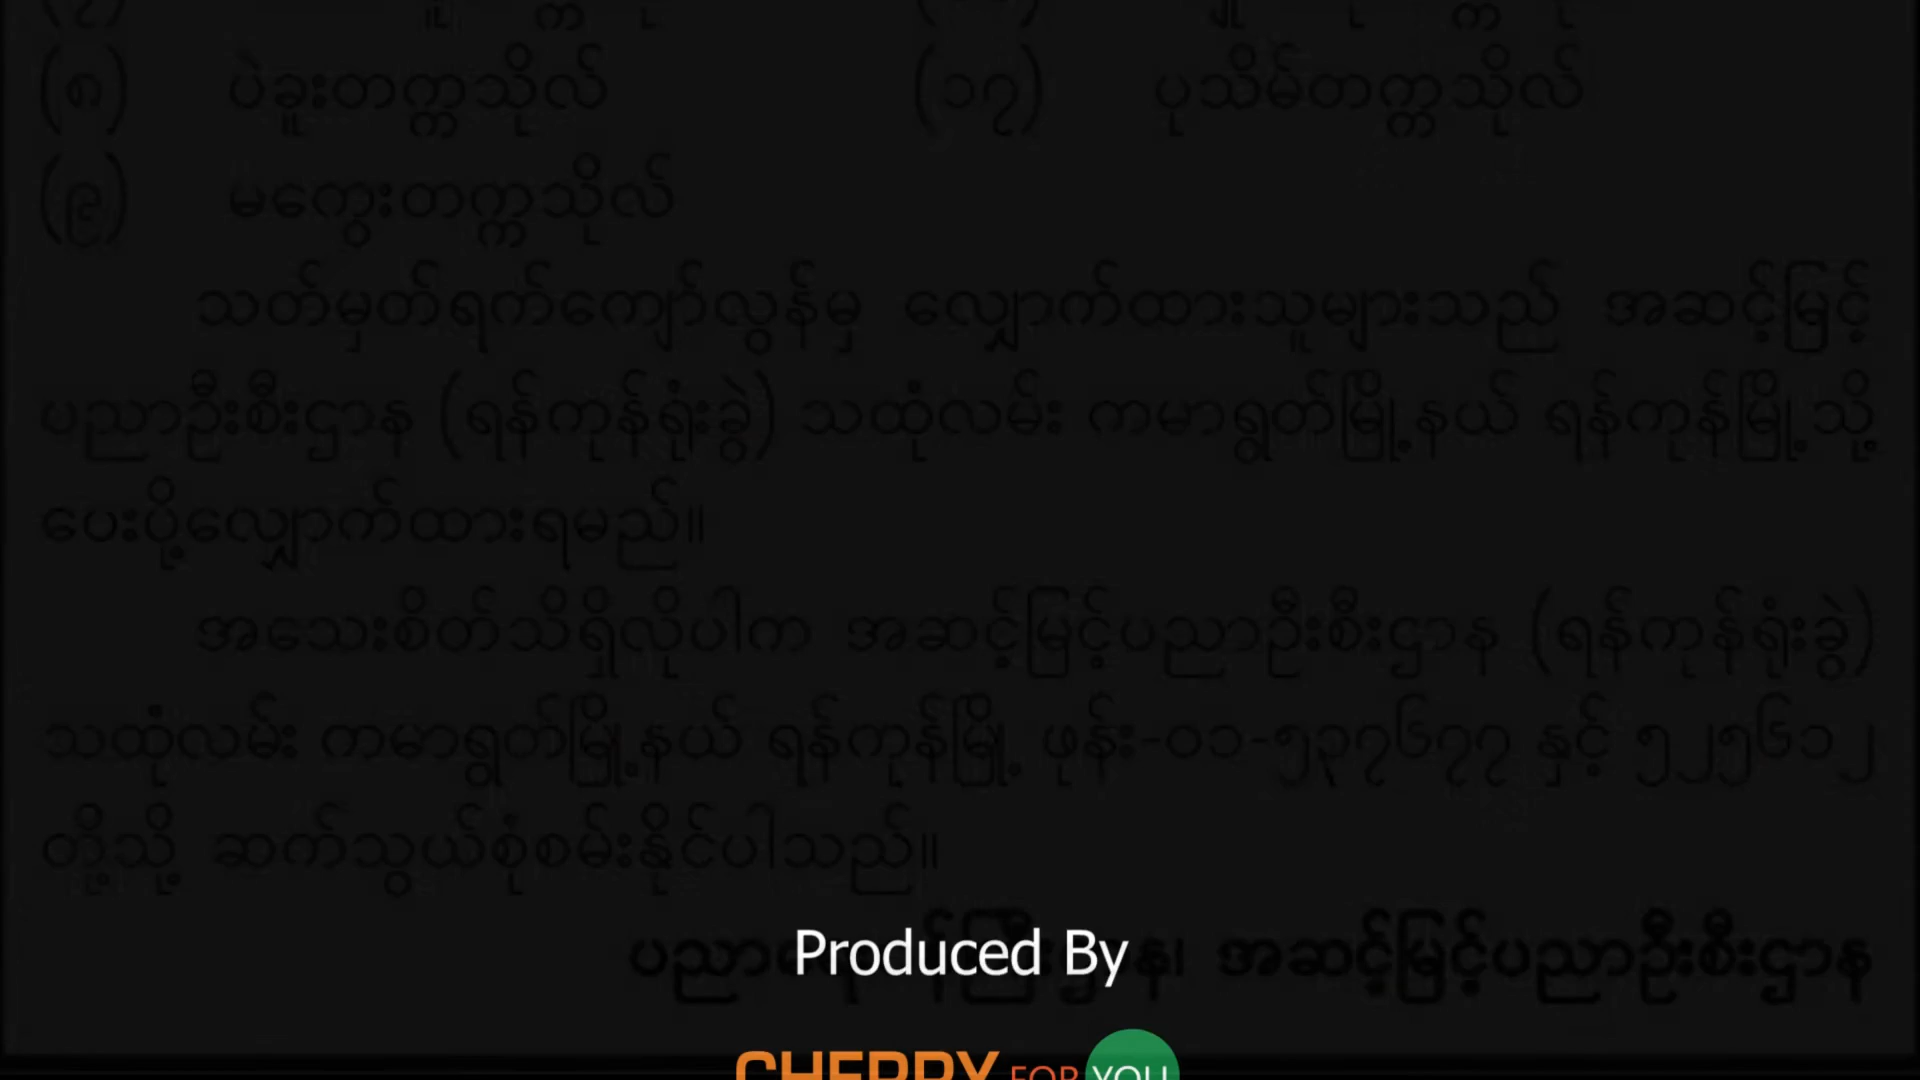 (၈) ပဲခူးတက္ကသိုလ် (၁၇) ပုသိမ်တက္ကသိုလ်
(၉) မကွေးတက္ကသိုလ်
သတ်မှတ်ရက်ကျော်လွန်မှ လျှောက်ထားသူများသည် အဆင့်မြင့်
ပညာဦးစီးဌာန (ရန်ကုန်ရုံးခွဲ) သထုံလမ်း ကမာရွတ်မြို့နယ် ရန်ကုန်မြို့သို့
ပေးပို့လျှောက်ထားရမည်။
အသေးစိတ်သိရှိလိုပါက အဆင့်မြင့်ပညာဦးစီးဌာန (ရန်ကုန်ရုံးခွဲ)
သထုံလမ်း ကမာရွတ်မြို့နယ် ရန်ကုန်မြို့ ဖုန်း-၀၁-၅၃၇၆၇၇ နှင့် ၅၂၅၆၁၂
တို့သို့ ဆက်သွယ်စုံစမ်းနိုင်ပါသည်။
အဆင့်မြင့်ပညာဦးစီးဌာန
Produced By
CHERRY FOR YOU